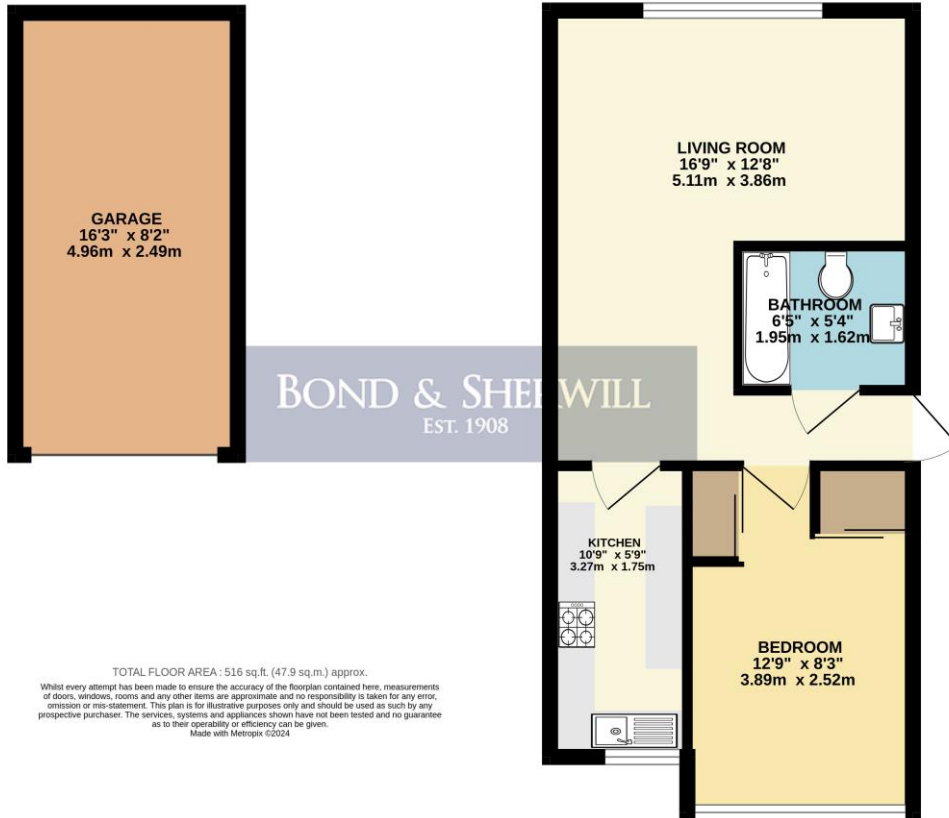 GARAGE
16'3" x 8'2"
4.96m x 2.49m
LIVING ROOM
16'9" x 12'8"
5.11m x 3.86m
BATHROOM
6'5" x 5'4"
1.95m x 1.62m
BOND & SHERWILL
EST. 1908
KITCHEN
10'9" x 5'9"
3.27m x 1.75m
BEDROOM
12'9" x 8'3"
3.89m x 2.52m
TOTAL FLOOR AREA : 516 sq.ft. (47.9 sq.m.) approx.
Whilst every attempt has been made to ensure the accuracy of the floorplan contained here, measurements
of doors, windows, rooms and any other items are approximate and no responsibility is taken for any error,
omission or mis-statement. This plan is for illustrative purposes only and should be used as such by any
prospective purchaser. The services, systems and appliances shown have not been tested and no guarantee
as to their operability or efficiency can be given.
Made with Metropix ©2024